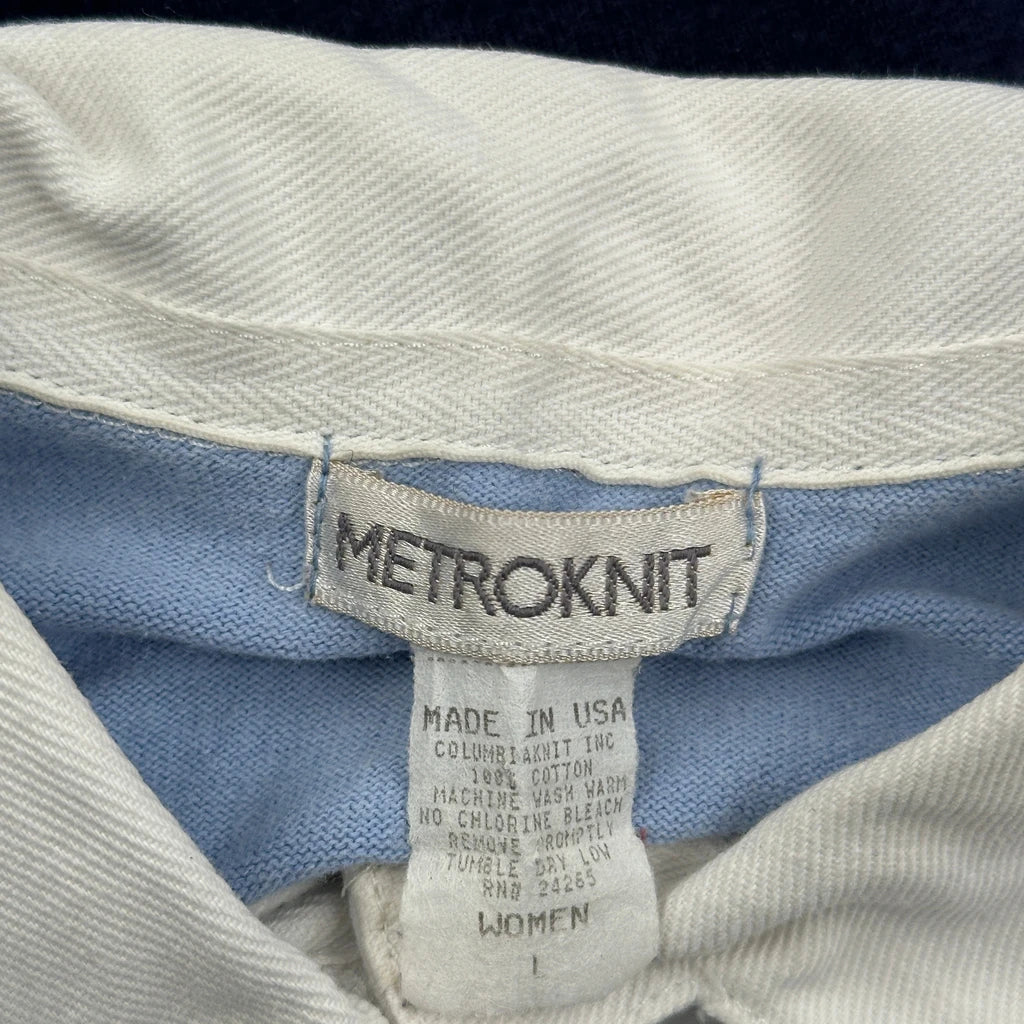 METROKNIT
MADE IN USA
COLUMBIAKNIT INC
100% COTTON
MACHINE WASH WARM
NO CHLORINE BLEACH
REMOVE PROMPTLY
TUMBLE DRY LOW
RN# 24265
WOMEN
L